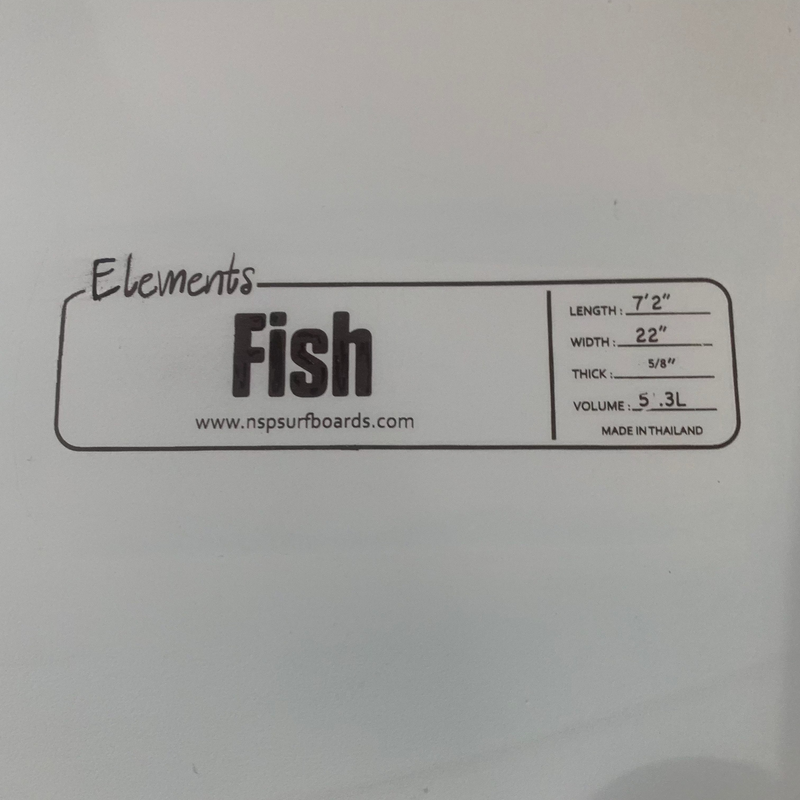 Elements
Fish
www.nspsurfboards.com
LENGTH: 7'2"
WIDTH: 22"
THICK: 5/8"
VOLUME:
MADE IN THAILAND